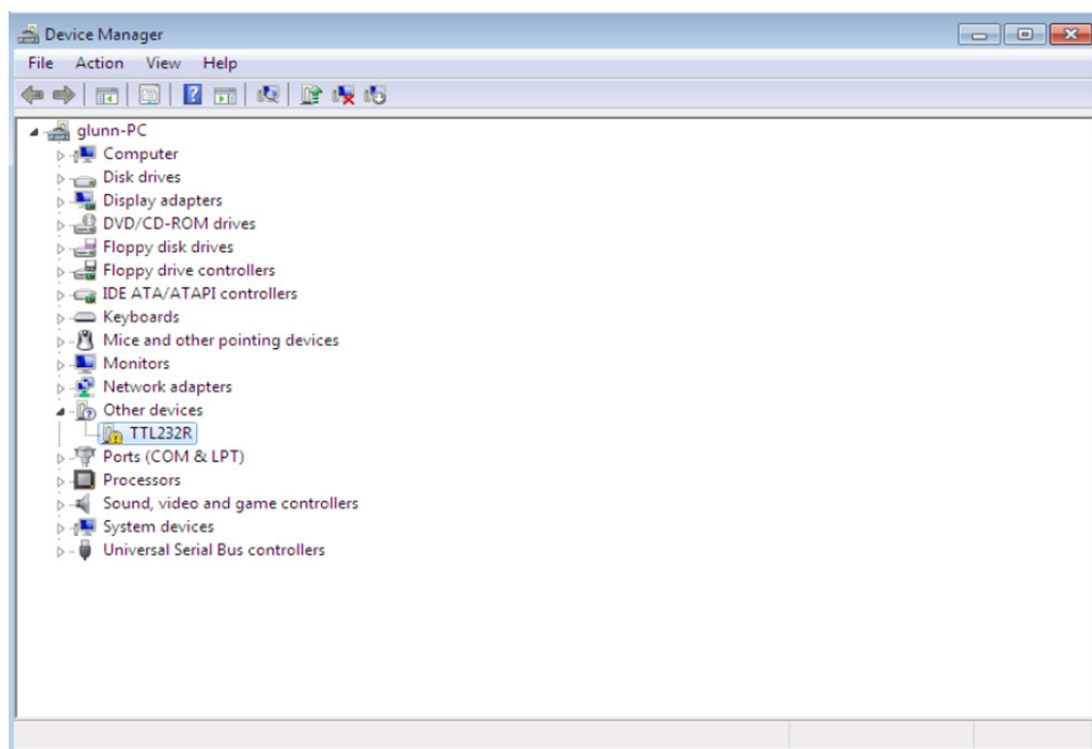 Device Manager
File Action View Help
glunn-PC
Computer
Disk drives
Display adapters
DVD/CD-ROM drives
Floppy disk drives
Floppy drive controllers
IDE ATA/ATAPI controllers
Keyboards
Mice and other pointing devices
Monitors
Network adapters
Other devices
TTL232R
Ports (COM & LPT)
Processors
Sound, video and game controllers
System devices
Universal Serial Bus controllers